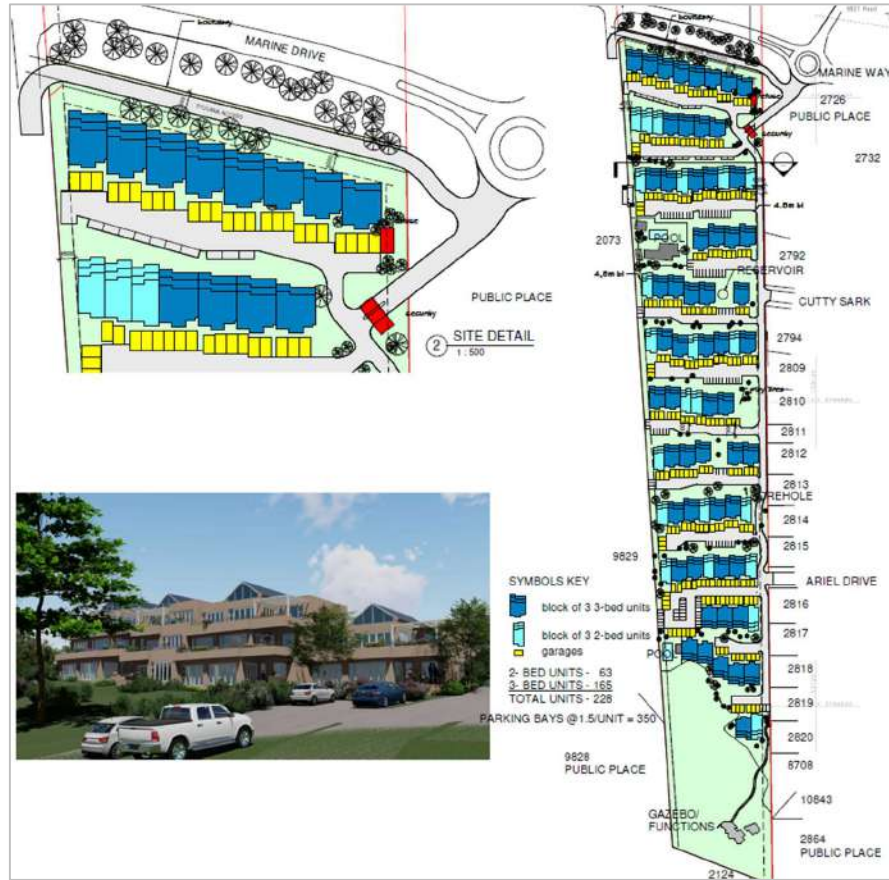 MARINE DRIVE
boundary
PUBLIC PLACE
security
2 SITE DETAIL
1 : 500
boundary
MARINE WAY
2726
PUBLIC PLACE
2732
security
4.5m bl
2073
POOL
2792
RESERVOIR
4,5m bl
CUTTY SARK
2794
2809
2810
2811
2812
2813
BOREHOLE
2814
2815
9829
ARIEL DRIVE
2816
2817
POOL
2818
2819
2820
8708
10843
2864
PUBLIC PLACE
GAZEBO/
FUNCTIONS
2124
SYMBOLS KEY
block of 3 3-bed units
block of 3 2-bed units
garages
2- BED UNITS - 63
3- BED UNITS - 165
TOTAL UNITS - 228
PARKING BAYS @1.5/UNIT = 350
9828
PUBLIC PLACE